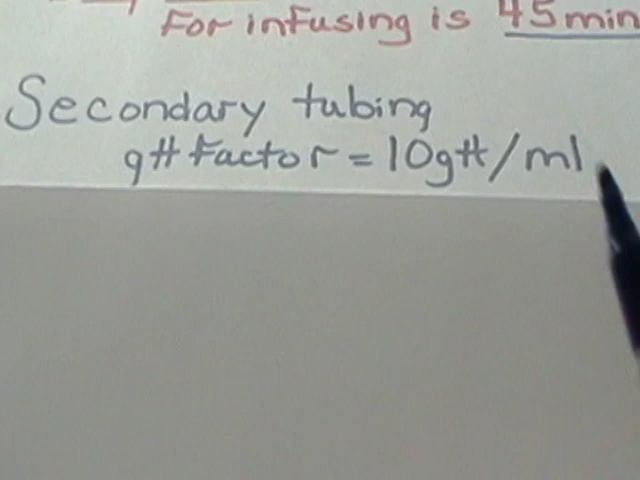 For infusing is 45 min
Secondary tubing
gtt factor = 10gtt/ml